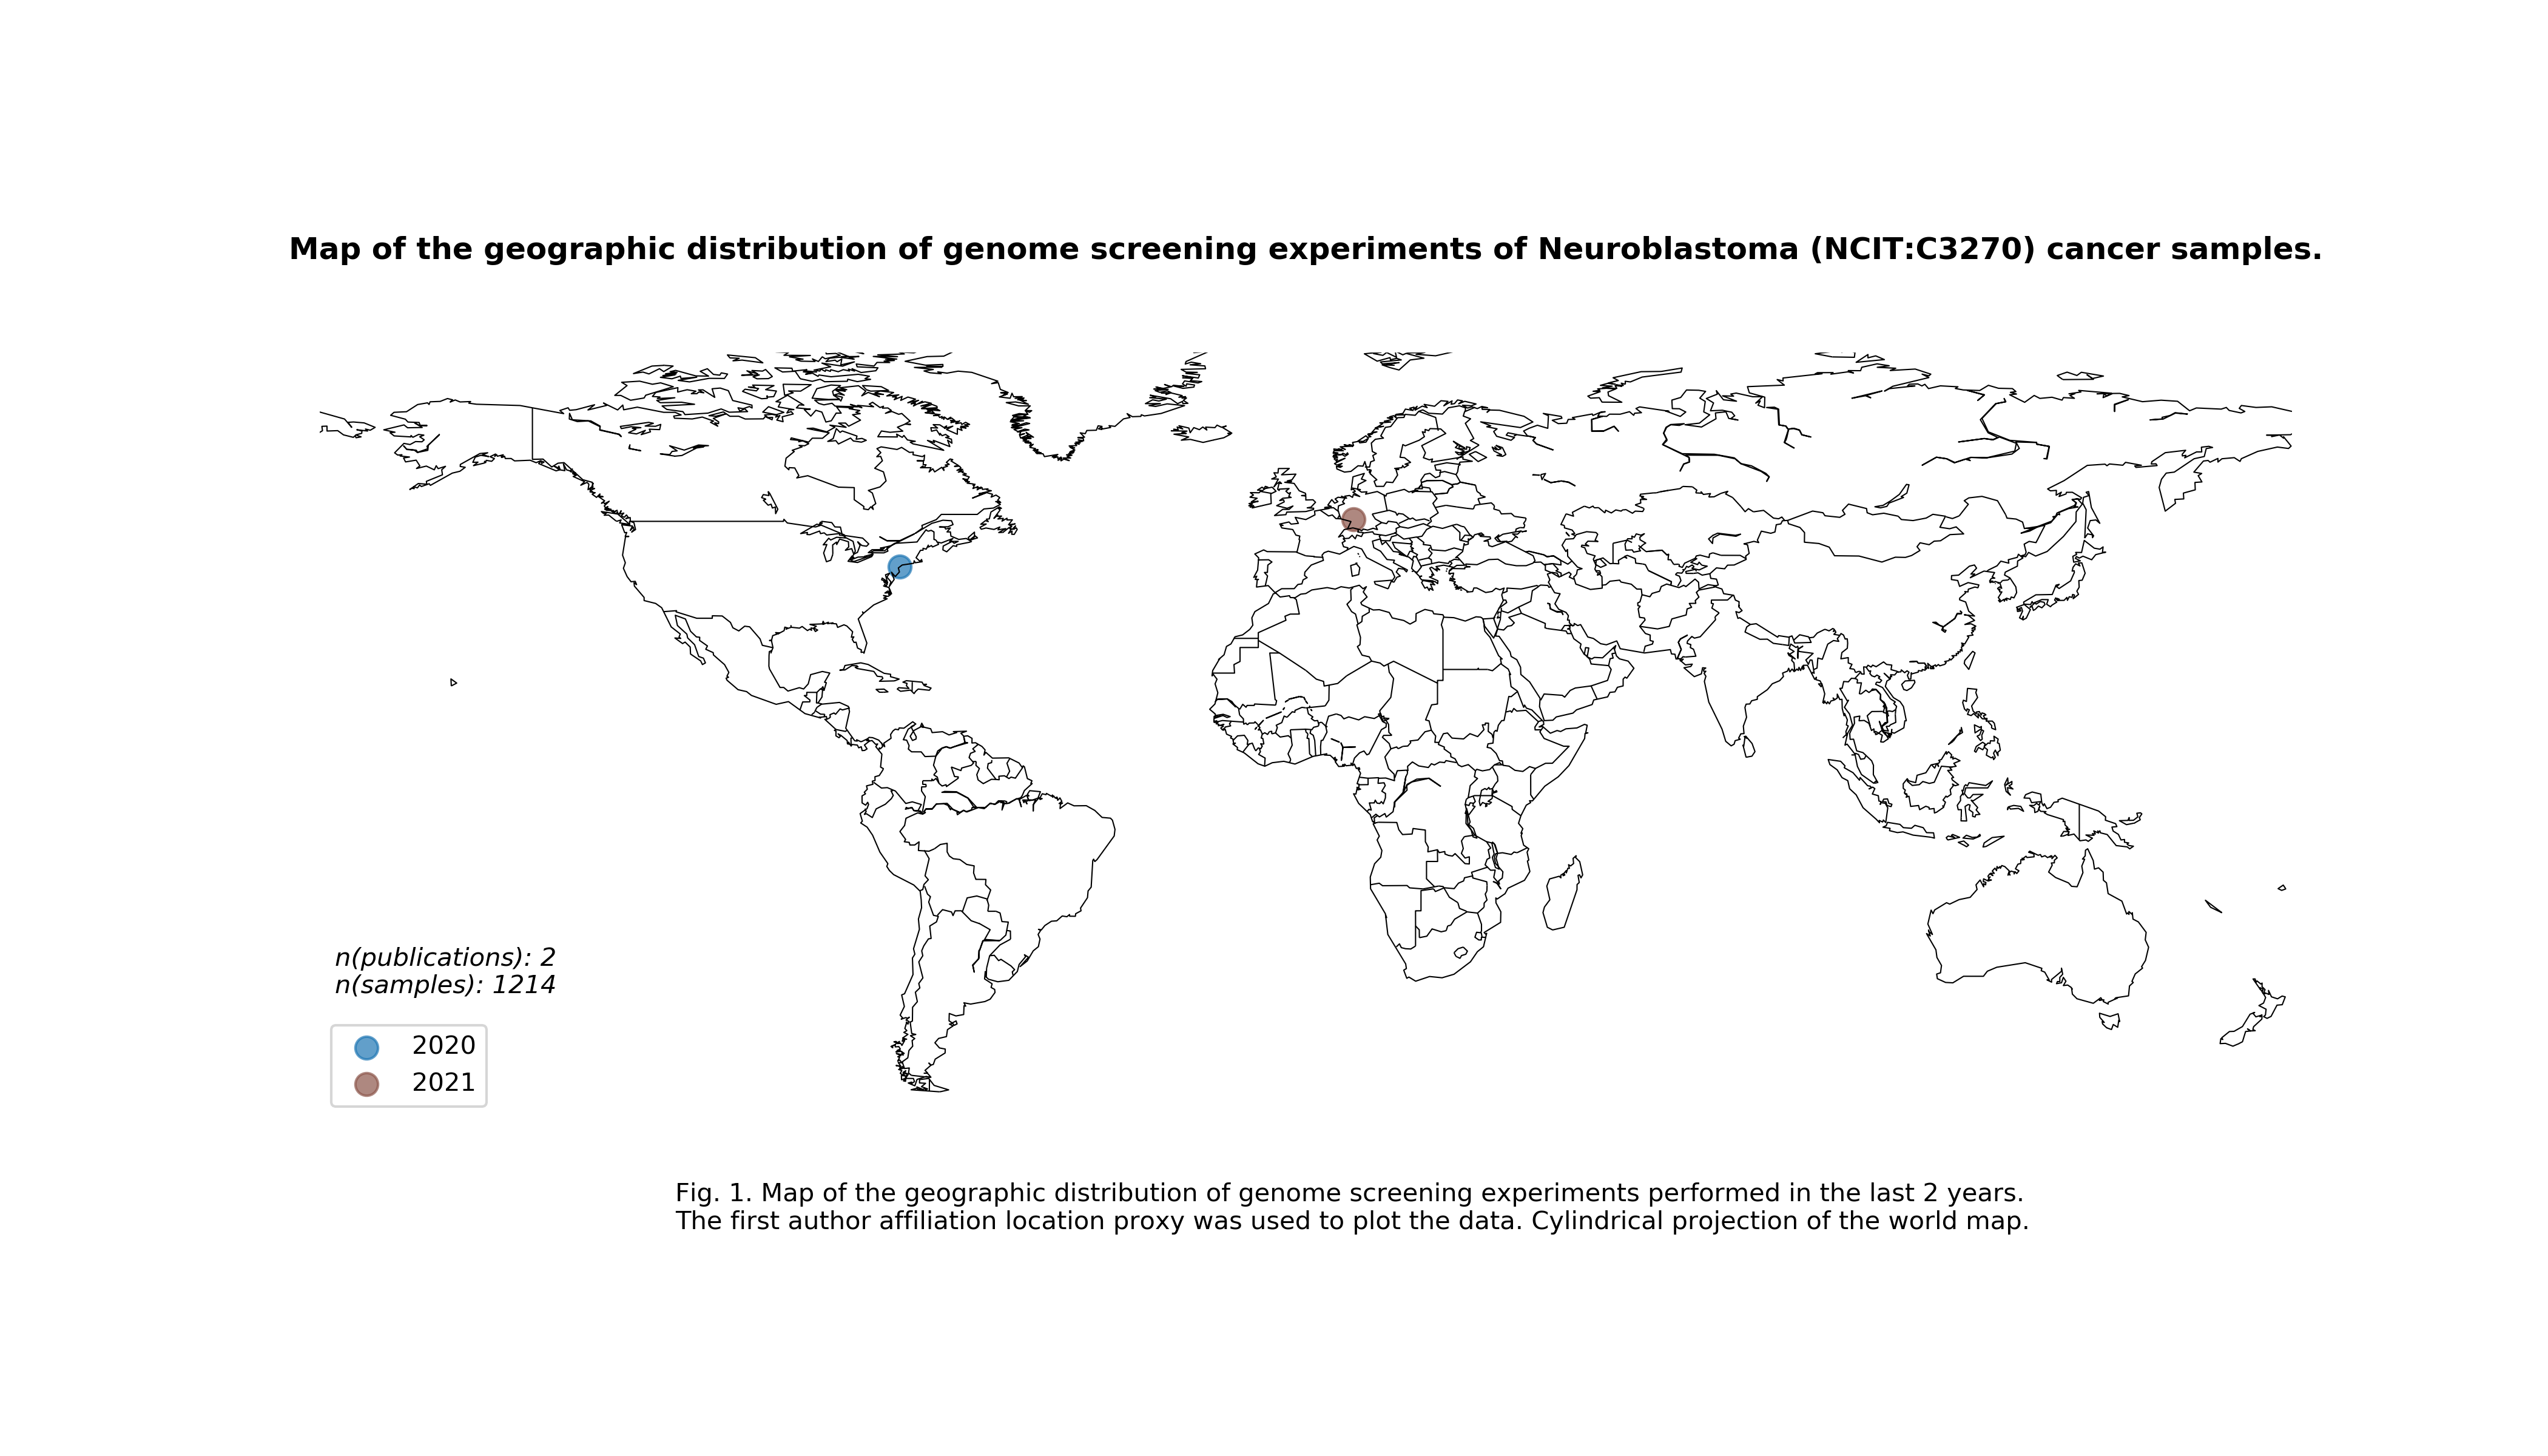 Map of the geographic distribution of genome screening experiments of Neuroblastoma (NCIT:C3270) cancer samples.
n(publications): 2
n(samples): 1214
2020
2021
Fig. 1. Map of the geographic distribution of genome screening experiments performed in the last 2 years.
The first author affiliation location proxy was used to plot the data. Cylindrical projection of the world map.